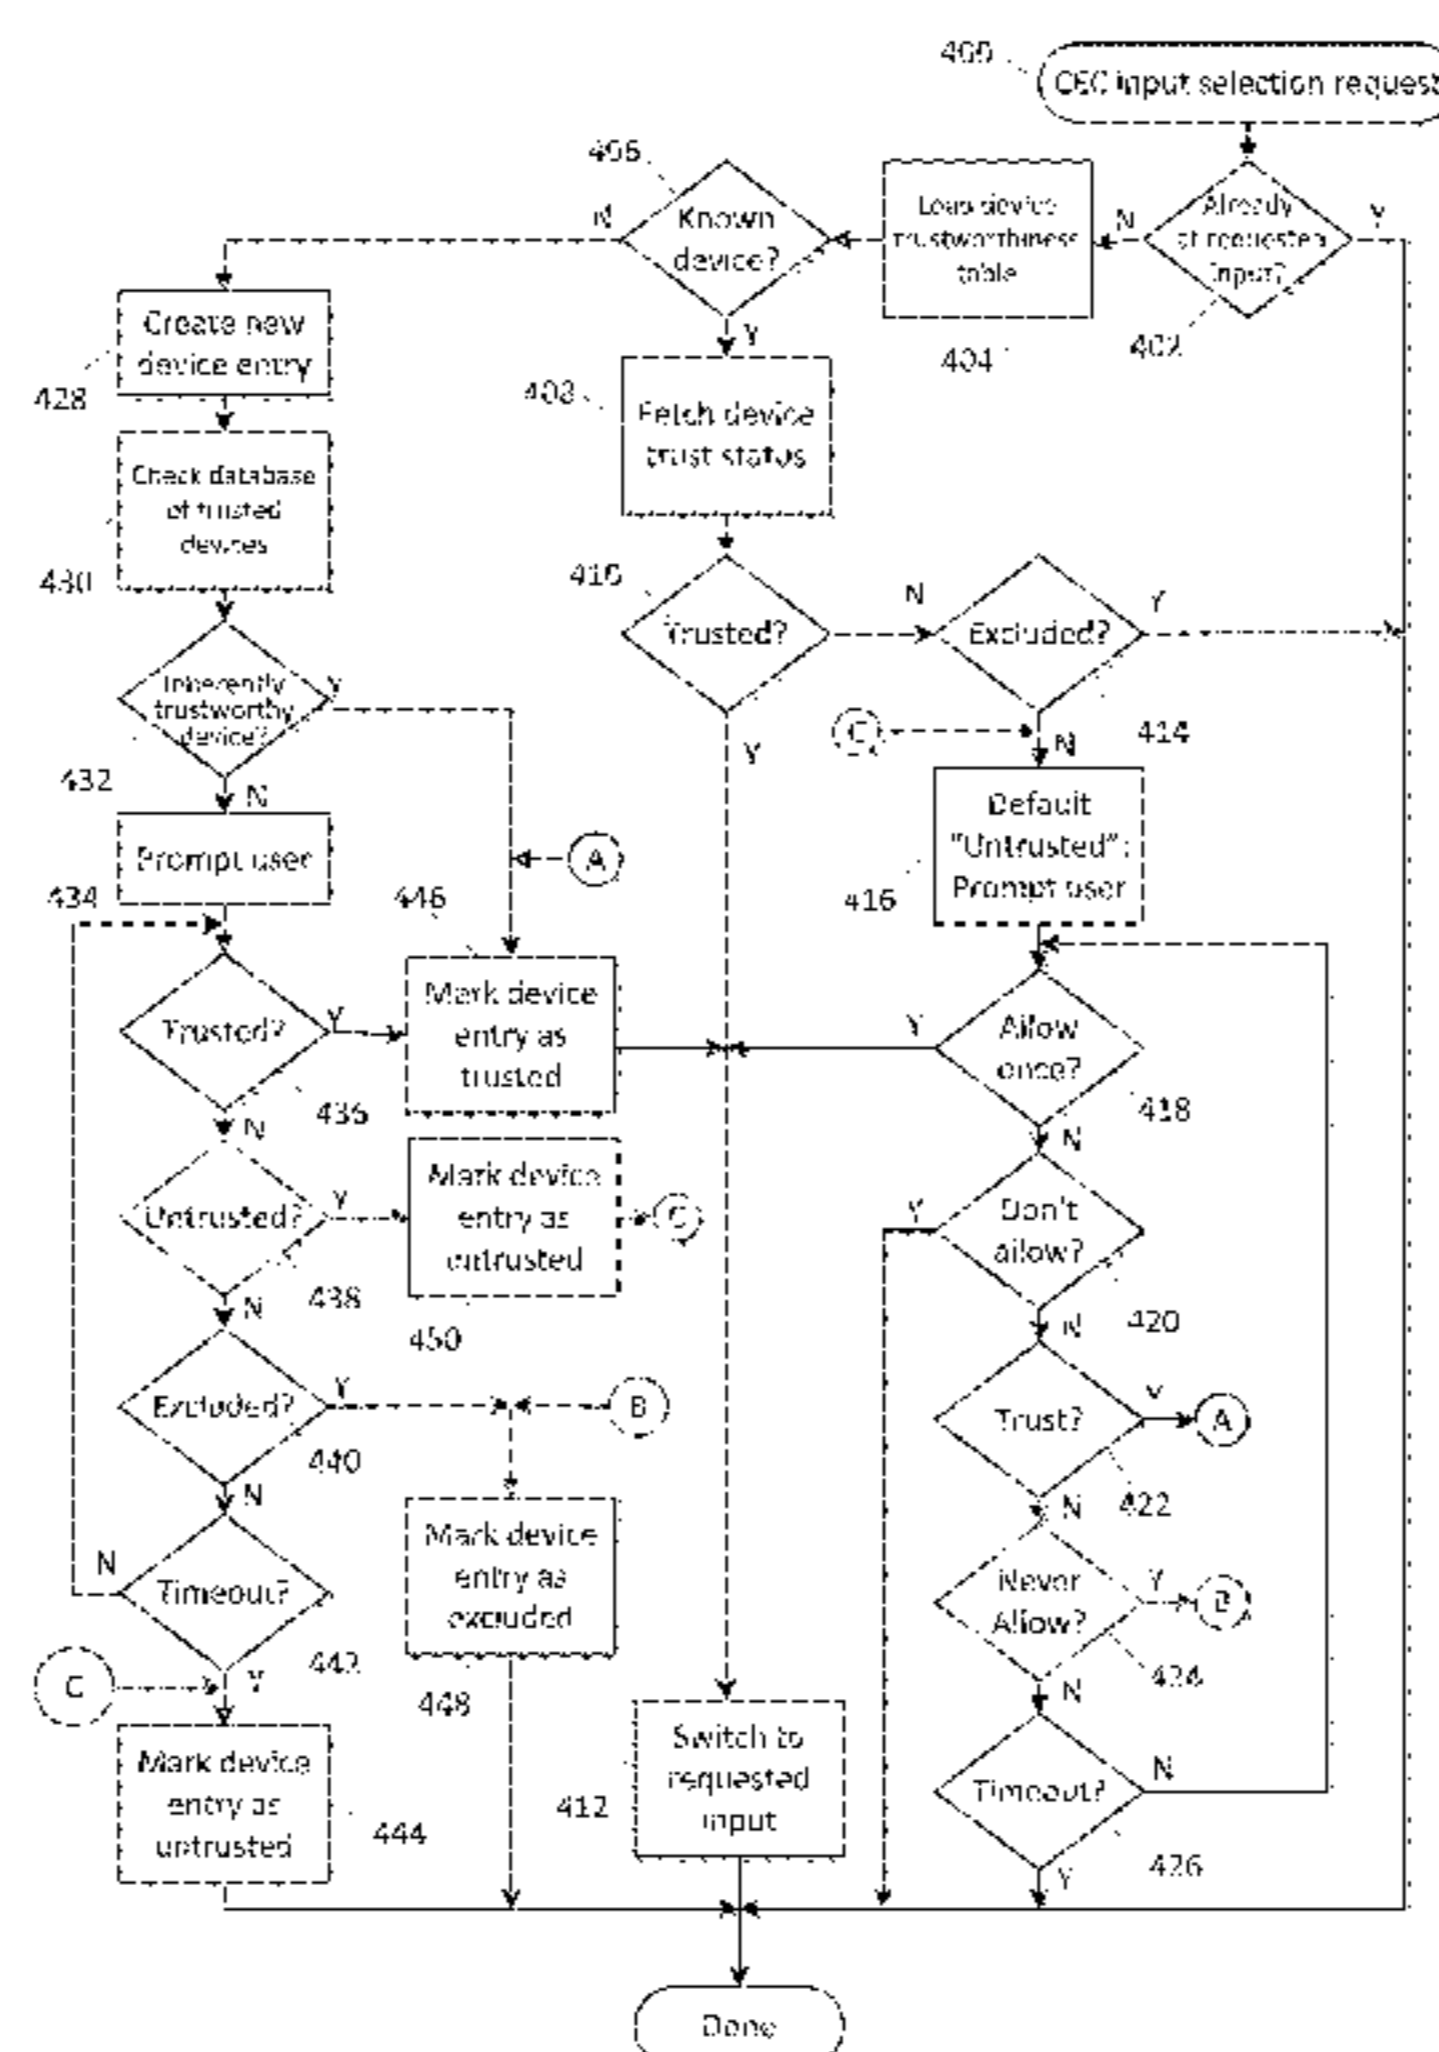 400
CEC input selection request
406
Known
device?
N
Y
Load device
trustworthiness
table
404
N
Already
at requested
input?
Y
402
Create new
device entry
428
408
Fetch device
trust status
Check database
of trusted
devices
430
410
Trusted?
N
Y
Excluded?
Y
N
414
C
Inherently
trustworthy
device?
Y
N
432
Prompt user
434
A
446
Default
"Untrusted":
Prompt user
416
Trusted?
Y
N
436
Mark device
entry as
trusted
Y
Allow
once?
418
N
Untrusted?
Y
N
438
Mark device
entry as
untrusted
C
450
Y
Don't
allow?
420
N
Excluded?
Y
N
440
B
Trust?
Y
A
422
N
Mark device
entry as
excluded
448
Never
Allow?
Y
B
424
N
N
Timeout?
442
Y
C
Mark device
entry as
untrusted
444
Switch to
requested
input
412
Timeout?
N
Y
426
Done